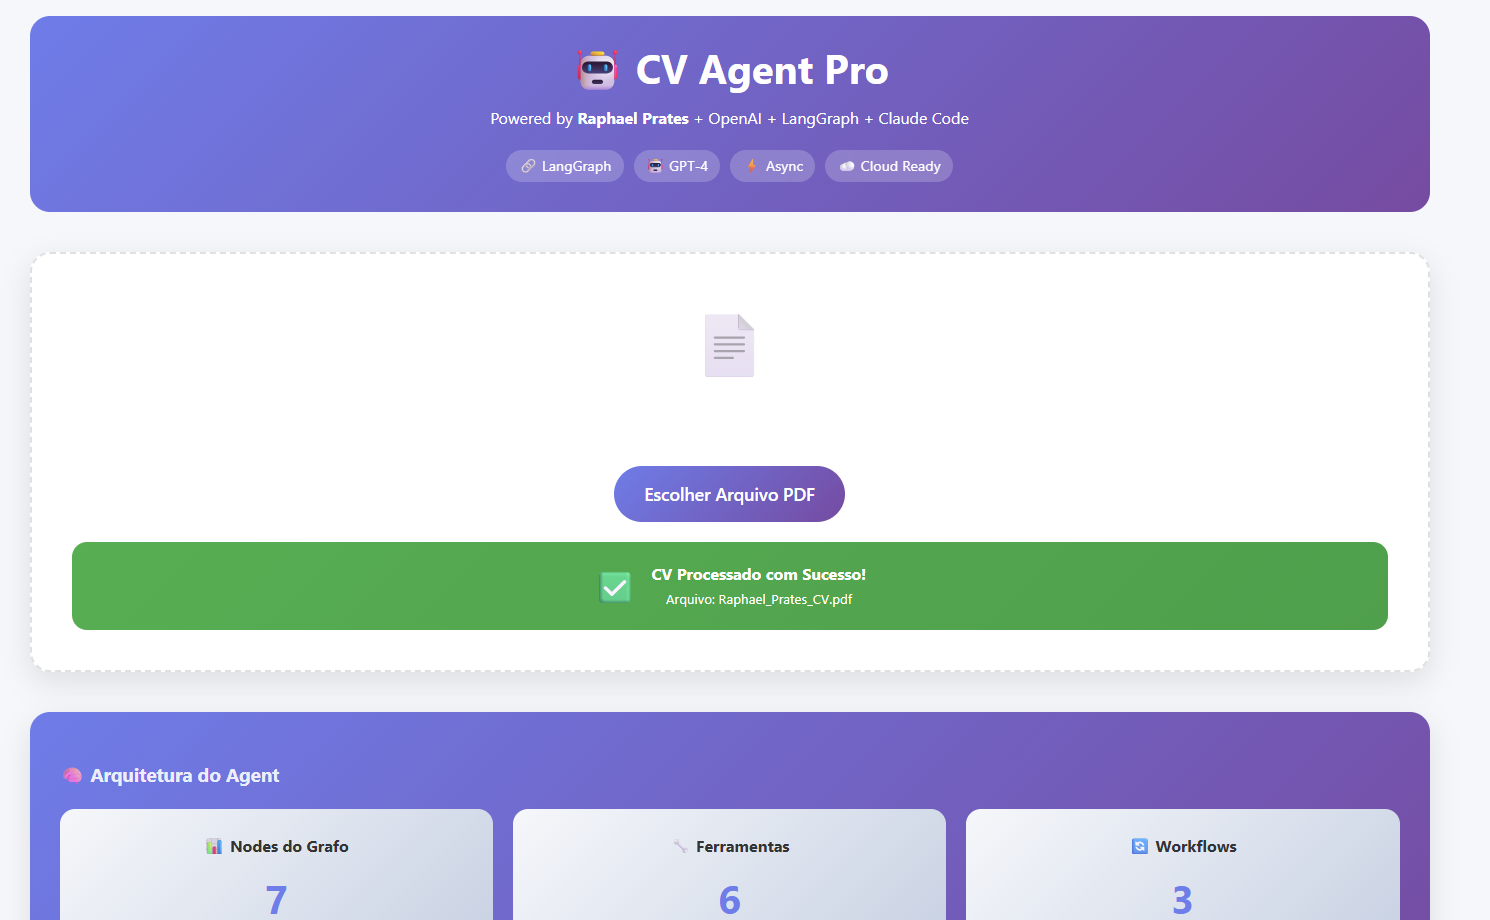 CV Agent Pro
Powered by Raphael Prates + OpenAI + LangGraph + Claude Code
LangGraph
GPT-4
Async
Cloud Ready
Escolher Arquivo PDF
CV Processado com Sucesso!
Arquivo: Raphael_Prates_CV.pdf
Arquitetura do Agent
Nodes do Grafo
7
Ferramentas
6
Workflows
3